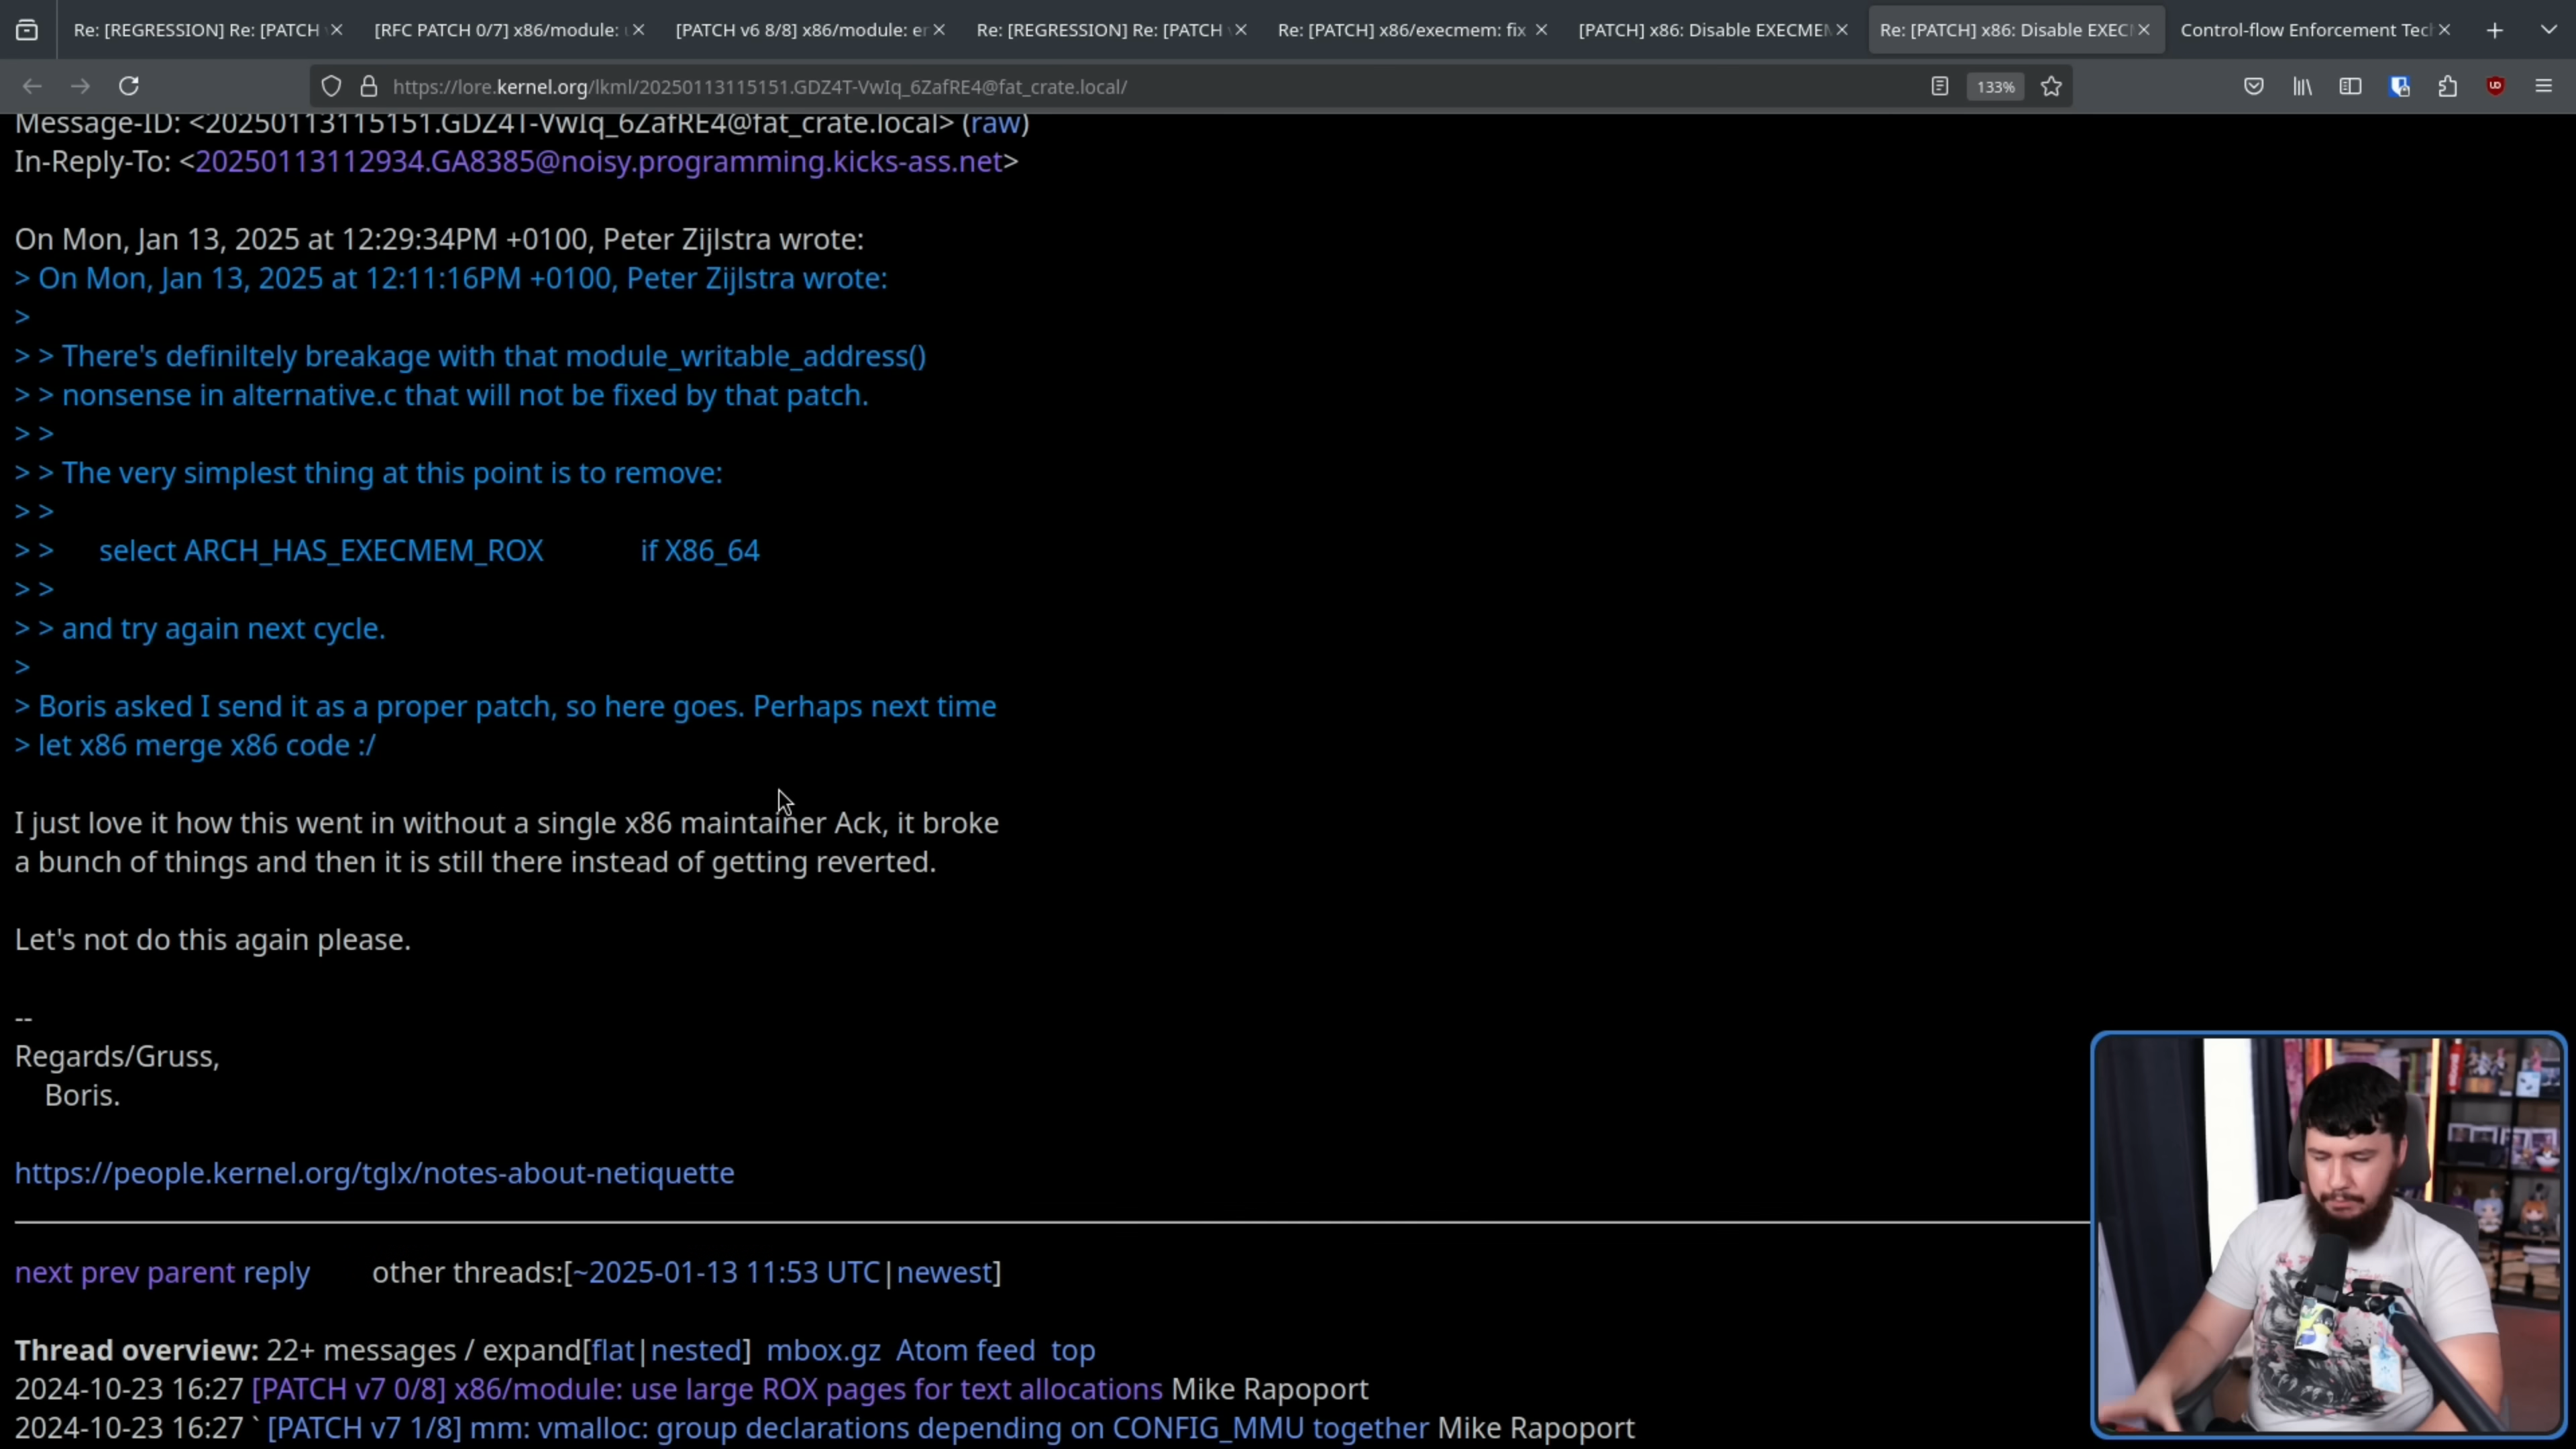 Re: [REGRESSION] Re: [PATCH
[RFC PATCH 0/7] x86/module:
[PATCH v6 8/8] x86/module: er
Re: [REGRESSION] Re: [PATCH
Re: [PATCH] x86/execmem: fix
[PATCH] x86: Disable EXECMEM
Re: [PATCH] x86: Disable EXEC
Control-flow Enforcement Tec
https://lore.kernel.org/lkml/20250113115151.GDZ4T-VwIq_6ZafRE4@fat_crate.local/
133%
Message-ID: <20250113115151.GDZ4T-VwIq_6ZafRE4@fat_crate.local> (raw)
In-Reply-To: <20250113112934.GA8385@noisy.programming.kicks-ass.net>
On Mon, Jan 13, 2025 at 12:29:34PM +0100, Peter Zijlstra wrote:
> On Mon, Jan 13, 2025 at 12:11:16PM +0100, Peter Zijlstra wrote:
>
> > There's definiltely breakage with that module_writable_address()
> > nonsense in alternative.c that will not be fixed by that patch.
> >
> > The very simplest thing at this point is to remove:
> >
> > select ARCH_HAS_EXECMEM_ROX if X86_64
> >
> > and try again next cycle.
>
> Boris asked I send it as a proper patch, so here goes. Perhaps next time
> let x86 merge x86 code :/
I just love it how this went in without a single x86 maintainer Ack, it broke
a bunch of things and then it is still there instead of getting reverted.
Let's not do this again please.
--
Regards/Gruss,
Boris.
https://people.kernel.org/tglx/notes-about-netiquette
next prev parent reply other threads:[~2025-01-13 11:53 UTC|newest]
Thread overview: 22+ messages / expand[flat|nested] mbox.gz Atom feed top
2024-10-23 16:27 [PATCH v7 0/8] x86/module: use large ROX pages for text allocations Mike Rapoport
2024-10-23 16:27 ` [PATCH v7 1/8] mm: vmalloc: group declarations depending on CONFIG_MMU together Mike Rapoport